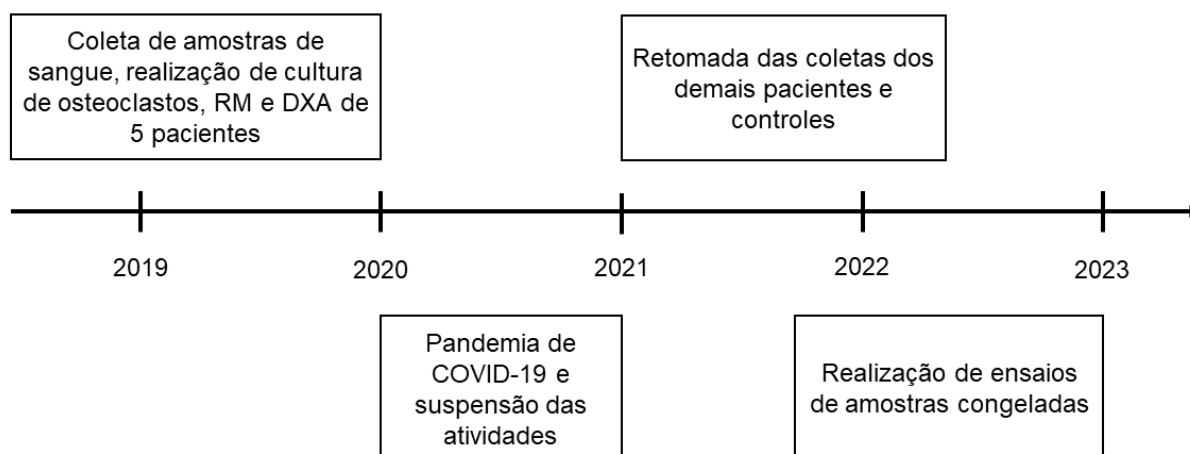 Coleta de amostras de
sangue, realização de cultura
de osteoclastos, RM e DXA de
5 pacientes
Retomada das coletas dos
demais pacientes e
controles
2019
2020
2021
2022
2023
Pandemia de
COVID-19 e
suspensão das
atividades
Realização de ensaios
de amostras congeladas